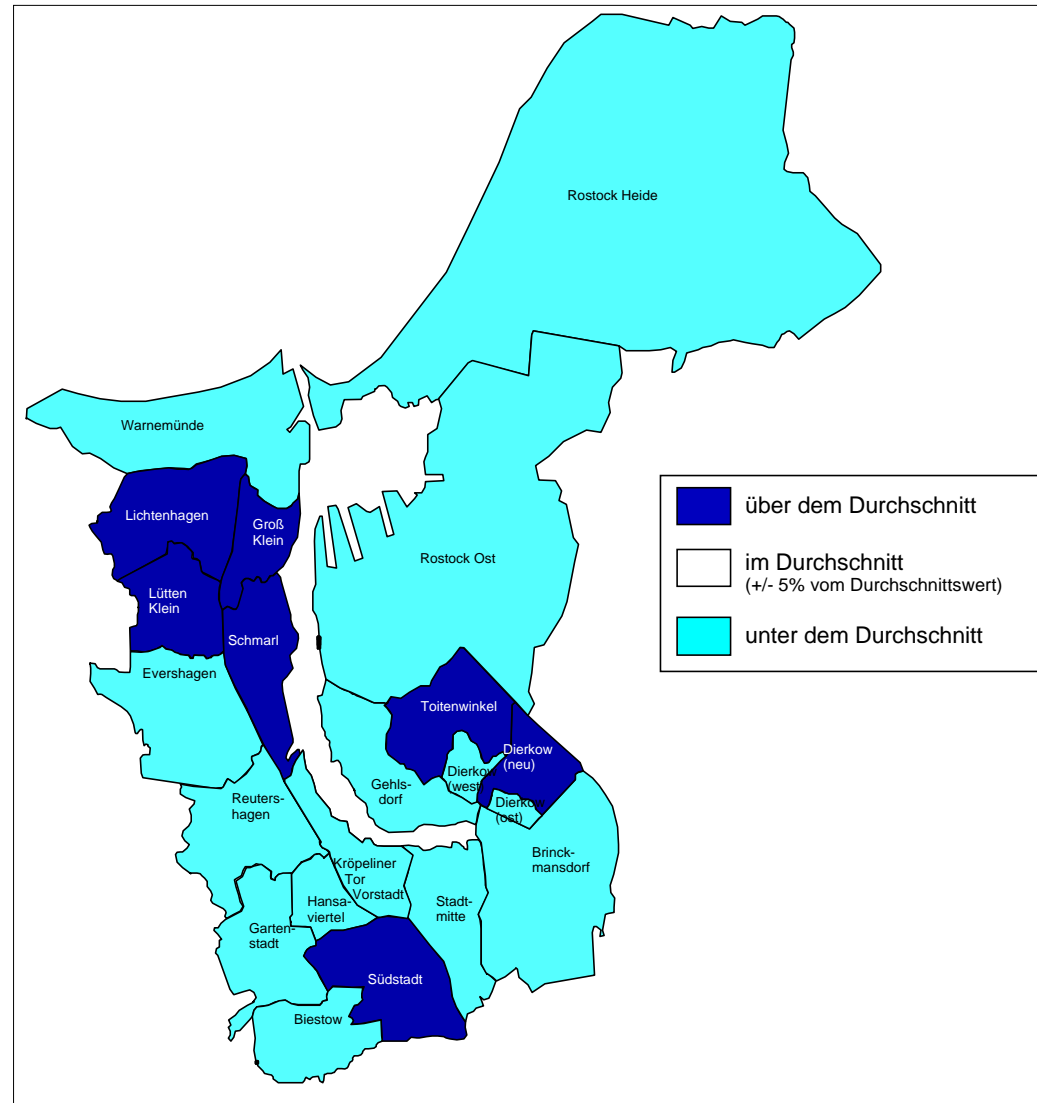 Rostock Heide
Warnemünde
Lichtenhagen
Groß
Klein
Lütten
Klein
Schmarl
Rostock Ost
Evershagen
Toitenwinkel
Dierkow
(neu)
Dierkow
(west)
Gehls-
dorf
Dierkow
(ost)
Reuters-
hagen
Brinck-
mansdorf
Kröpeliner
Tor
Vorstadt
Hansa-
viertel
Stadt-
mitte
Garten-
stadt
Südstadt
Biestow
über dem Durchschnitt
im Durchschnitt
(+/- 5% vom Durchschnittswert)
unter dem Durchschnitt